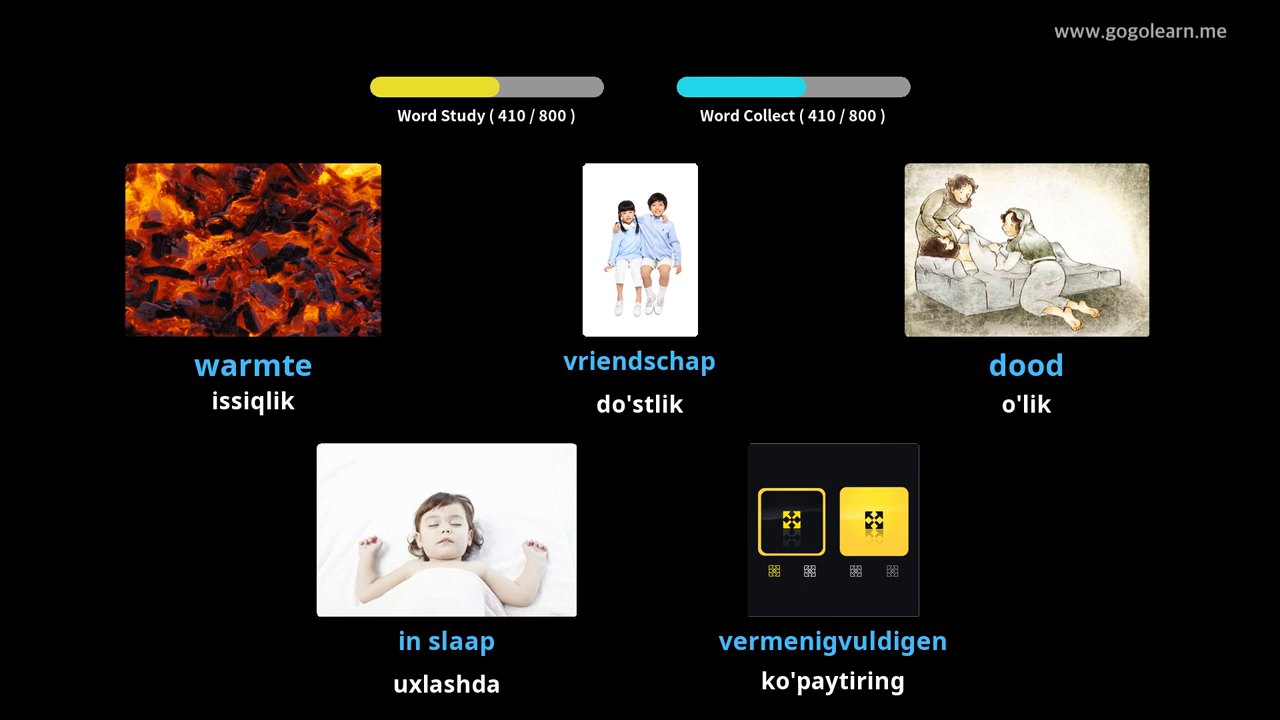 www.gogolearn.me
Word Study ( 410 / 800 )
Word Collect ( 410 / 800 )
warmte
issiqlik
vriendschap
do'stlik
dood
o'lik
in slaap
uxlashda
vermenigvuldigen
ko'paytiring